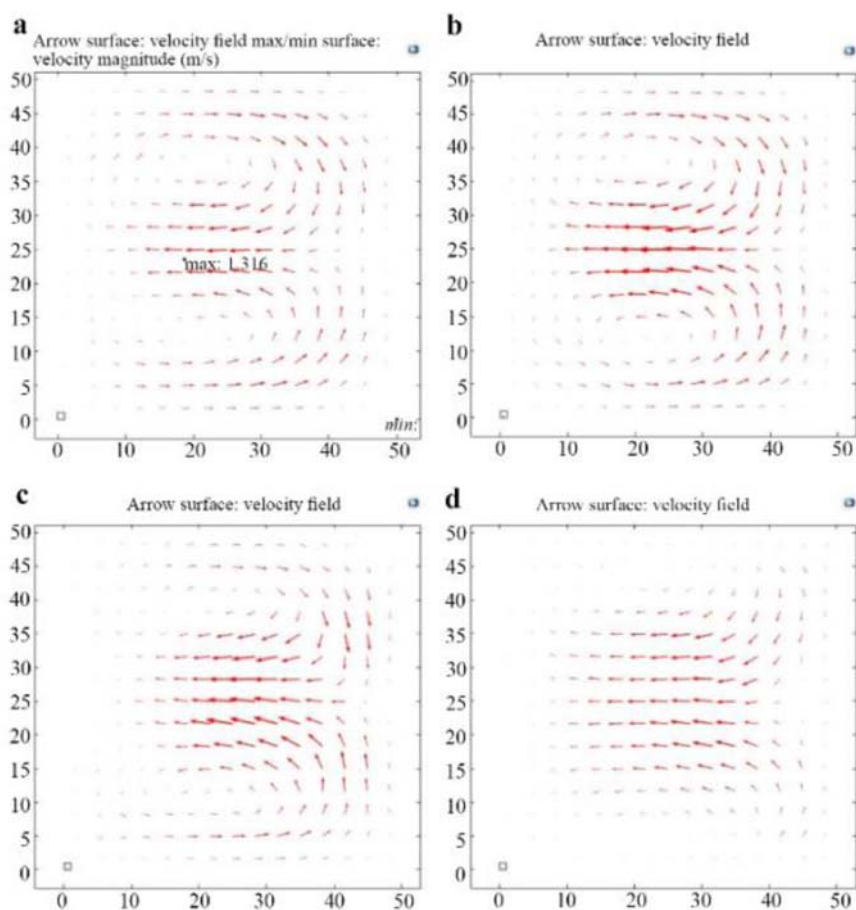 a
Arrow surface: velocity field max/min surface:
velocity magnitude (m/s)
50
45
40
35
30
25
20
15
10
5
0
max: 1.316
min:
0 10 20 30 40 50
b
Arrow surface: velocity field
50
45
40
35
30
25
20
15
10
5
0
0 10 20 30 40 50
c
Arrow surface: velocity field
50
45
40
35
30
25
20
15
10
5
0
0 10 20 30 40 50
d
Arrow surface: velocity field
50
45
40
35
30
25
20
15
10
5
0
0 10 20 30 40 50